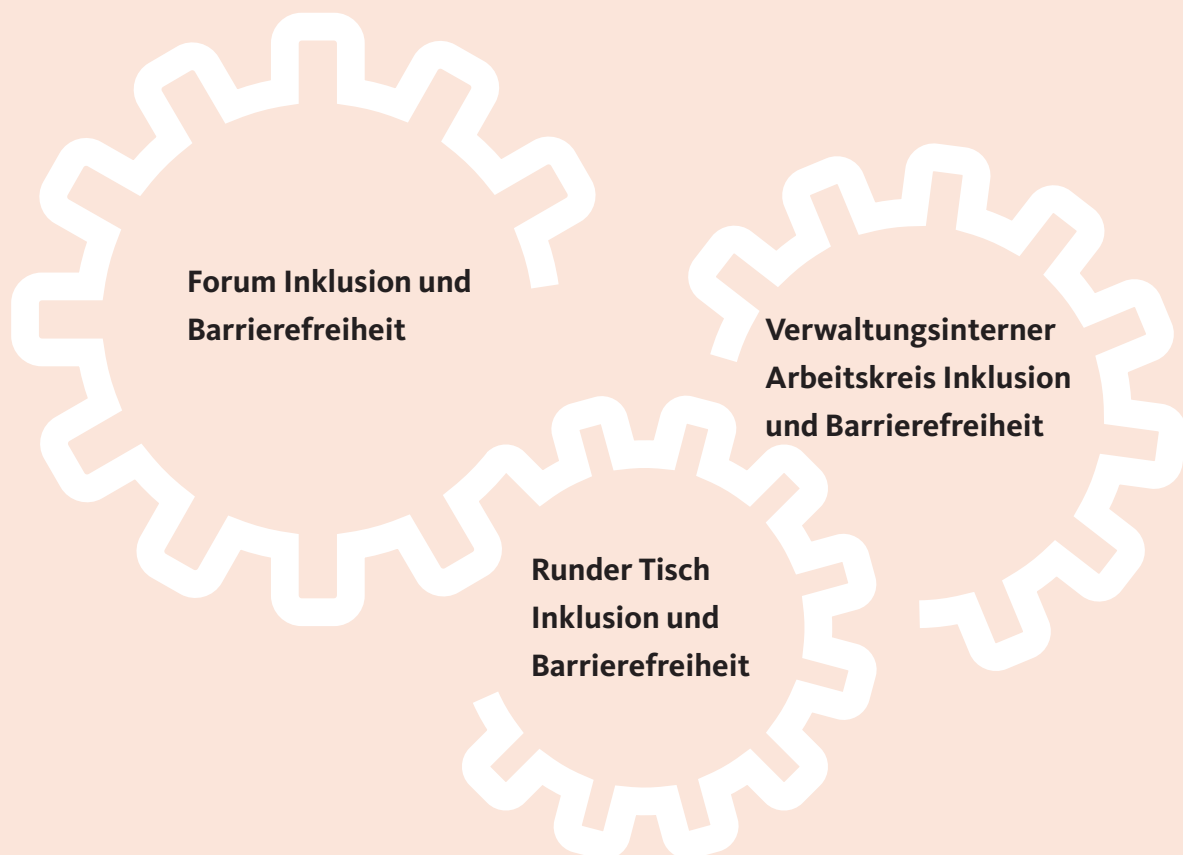 Forum Inklusion und
Barrierefreiheit
Verwaltungsinterner
Arbeitskreis Inklusion
und Barrierefreiheit
Runder Tisch
Inklusion und
Barrierefreiheit